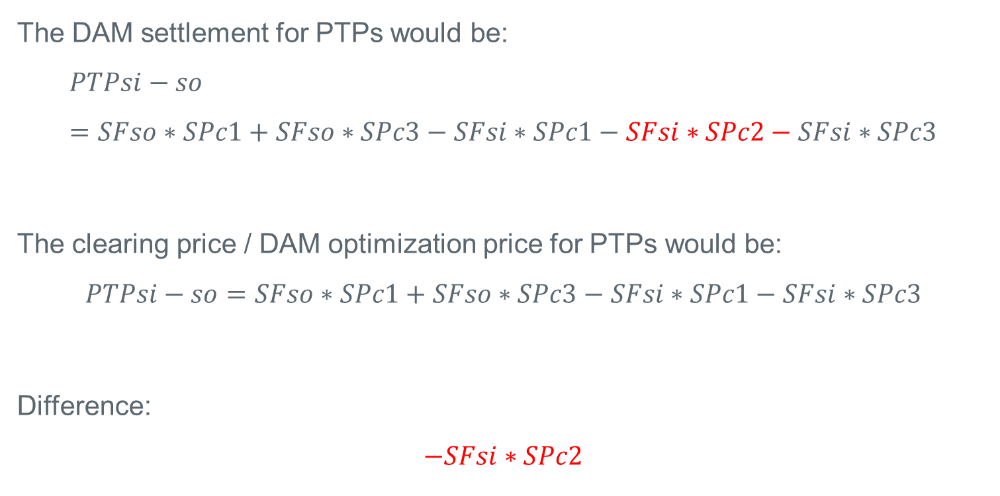 The DAM settlement for PTPs would be:
PTPsi − so
= SFso ∗ SPc1 + SFso ∗ SPc3 − SFsi ∗ SPc1 − SFsi ∗ SPc2 − SFsi ∗ SPc3
The clearing price / DAM optimization price for PTPs would be:
PTPsi − so = SFso ∗ SPc1 + SFso ∗ SPc3 − SFsi ∗ SPc1 − SFsi ∗ SPc3
Difference:
−SFsi ∗ SPc2